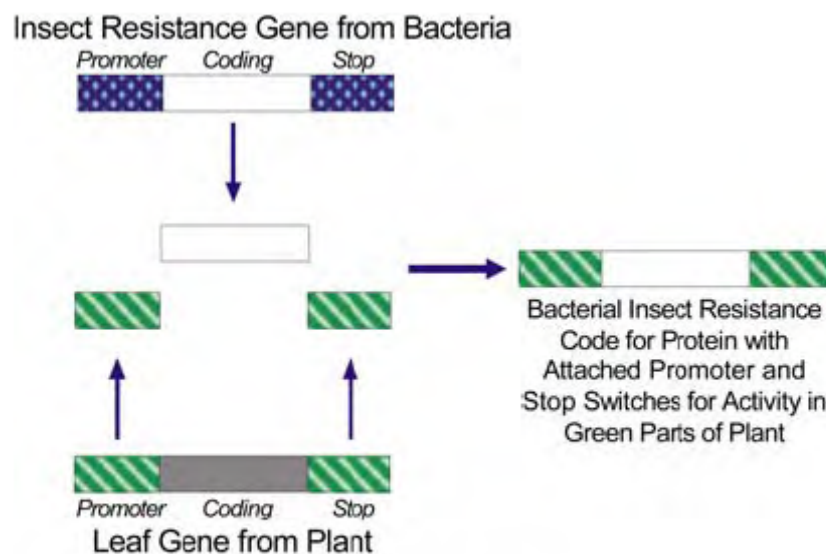 Insect Resistance Gene from Bacteria
Promoter Coding Stop
Bacterial Insect Resistance
Code for Protein with
Attached Promoter and
Stop Switches for Activity in
Green Parts of Plant
Promoter Coding Stop
Leaf Gene from Plant